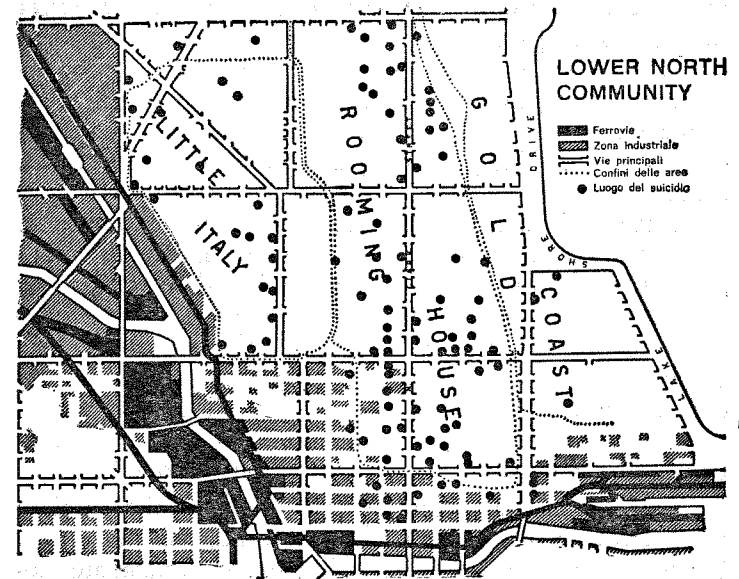 LOWER NORTH
COMMUNITY
Ferrovie
Zona industriale
Vie principali
Confini delle aree
Luogo del suicidio
LITTLE
ITALY
ROOMING
HOUSE
GOLD
COAST
LAKE SHORE DRIVE